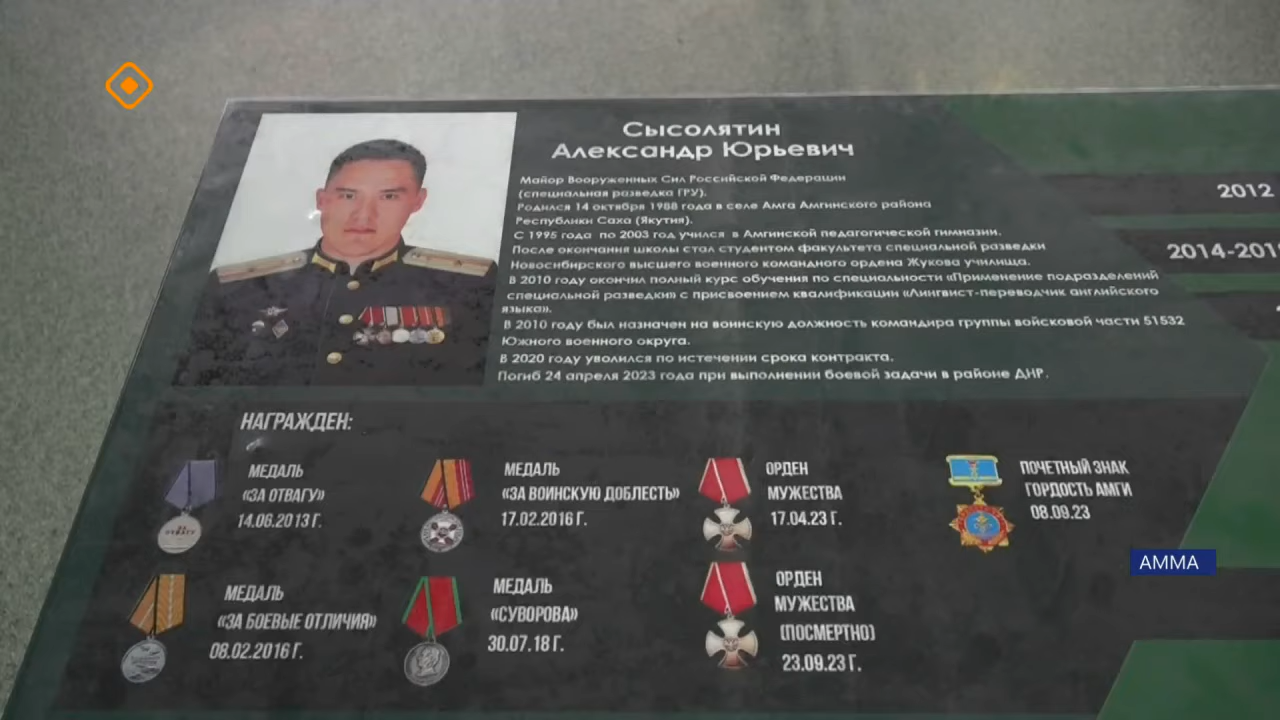 Сысолятин
Александр Юрьевич
Майор Вооруженных Сил Российской Федерации
(специальная разведка ГРУ).
Родился 14 октября 1988 года в селе Амга Амгинского района
Республики Саха (Якутия).
С 1995 года по 2003 год учился в Амгинской педагогической гимназии.
После окончания школы стал студентом факультета специальной разведки
Новосибирского высшего военного командного ордена Жукова училища.
В 2010 году окончил полный курс обучения по специальности «Применение подразделений
специальной разведки» с присвоением квалификации «Лингвист-переводчик английского
языка».
В 2010 году был назначен на воинскую должность командира группы войсковой части 51532
Южного военного округа.
В 2020 году уволился по истечении срока контракта.
Погиб 24 апреля 2023 года при выполнении боевой задачи в районе ДНР.
2012
2014-201
НАГРАЖДЕН:
МЕДАЛЬ
«ЗА ОТВАГУ»
14.06.2013 Г.
МЕДАЛЬ
«ЗА ВОИНСКУЮ ДОБЛЕСТЬ»
17.02.2016 Г.
ОРДЕН
МУЖЕСТВА
17.04.23 Г.
ПОЧЕТНЫЙ ЗНАК
ГОРДОСТЬ АМГИ
08.09.23
МЕДАЛЬ
«ЗА БОЕВЫЕ ОТЛИЧИЯ»
08.02.2016 Г.
МЕДАЛЬ
«СУВОРОВА»
30.07.18 Г.
ОРДЕН
МУЖЕСТВА
(ПОСМЕРТНО)
23.09.23 Г.
АММА